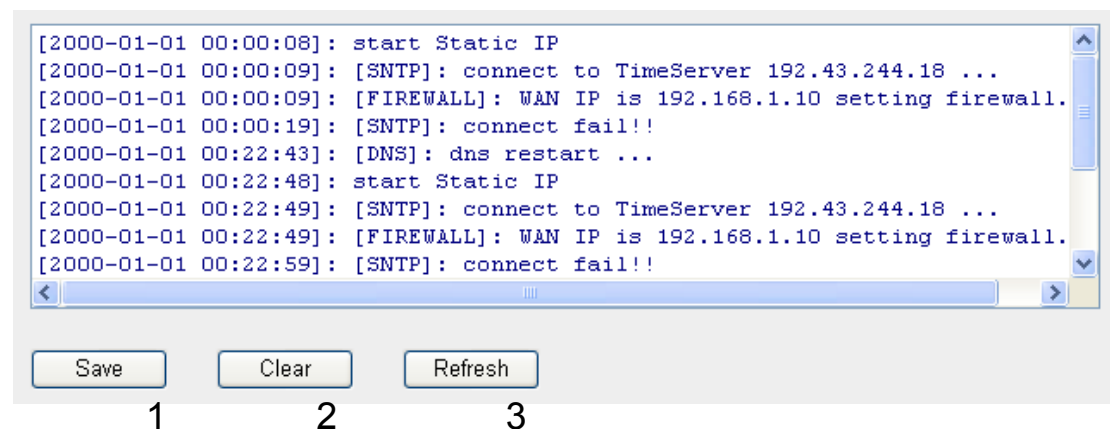 [2000-01-01 00:00:08]: start Static IP
[2000-01-01 00:00:09]: [SNTP]: connect to TimeServer 192.43.244.18 ...
[2000-01-01 00:00:09]: [FIREWALL]: WAN IP is 192.168.1.10 setting firewall.
[2000-01-01 00:00:19]: [SNTP]: connect fail!!
[2000-01-01 00:22:43]: [DNS]: dns restart ...
[2000-01-01 00:22:48]: start Static IP
[2000-01-01 00:22:49]: [SNTP]: connect to TimeServer 192.43.244.18 ...
[2000-01-01 00:22:49]: [FIREWALL]: WAN IP is 192.168.1.10 setting firewall.
[2000-01-01 00:22:59]: [SNTP]: connect fail!!
Save Clear Refresh
1 2 3